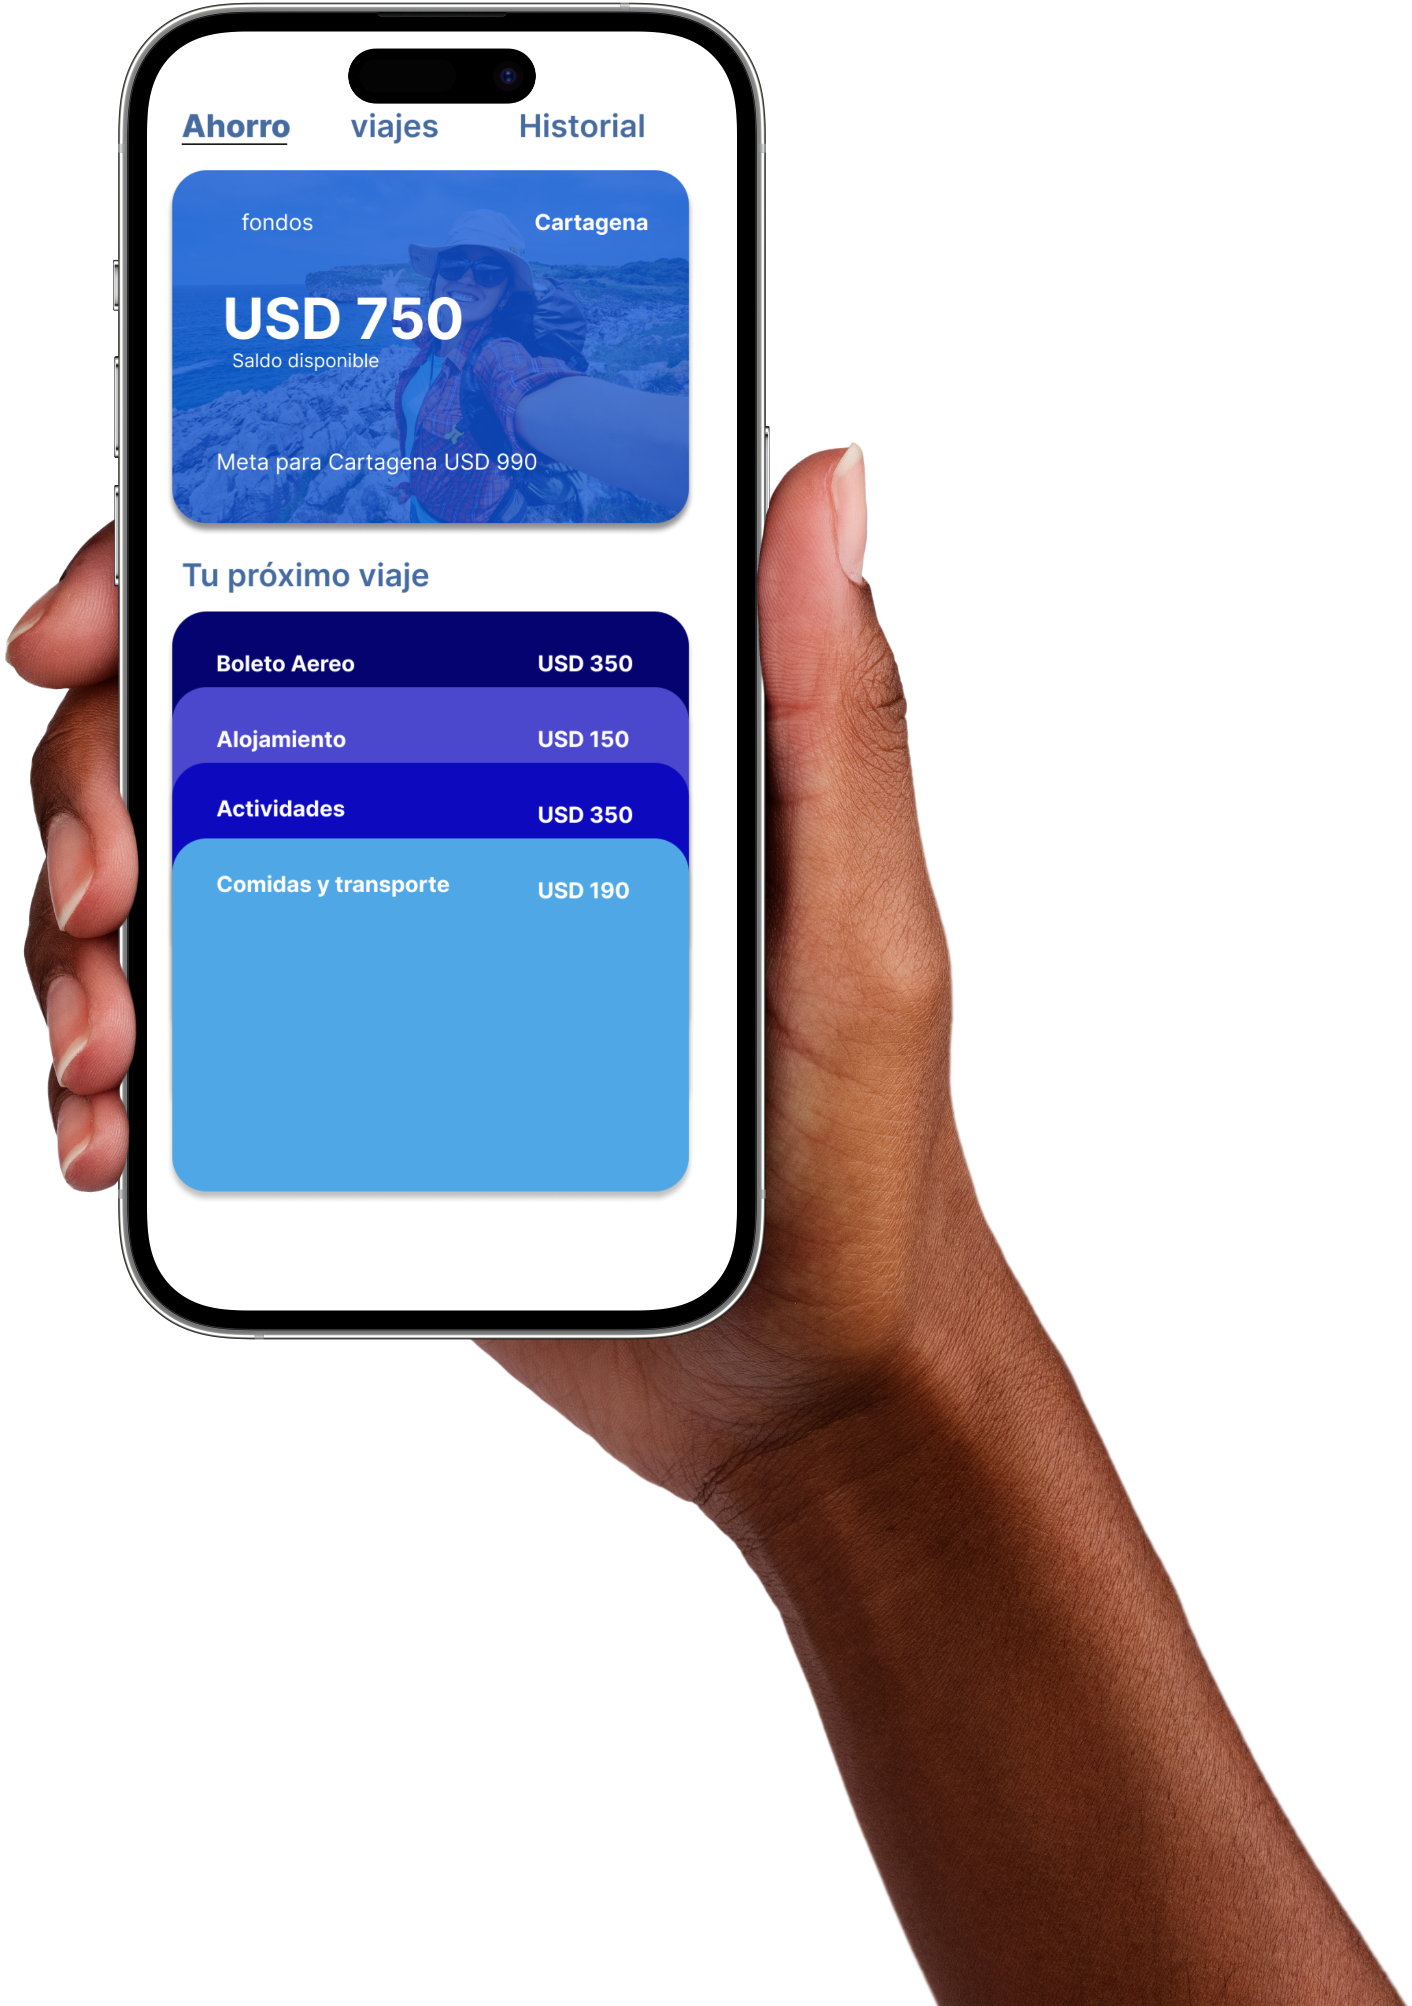 Ahorro viajes Historial
fondos Cartagena
USD 750
Saldo disponible
Meta para Cartagena USD 990
Tu próximo viaje
Boleto Aereo USD 350
Alojamiento USD 150
Actividades USD 350
Comidas y transporte USD 190